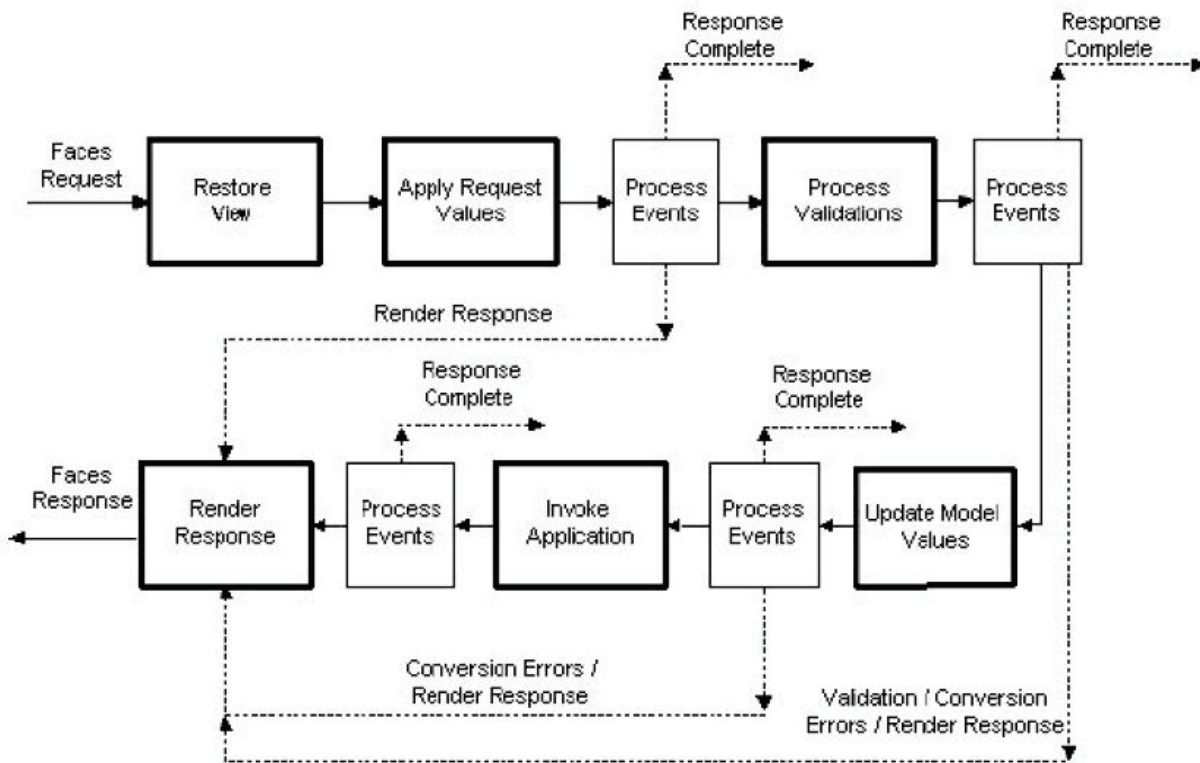 Response
Complete
Response
Complete
Faces
Request
Restore
View
Apply Request
Values
Process
Events
Process
Validations
Process
Events
Render Response
Response
Complete
Response
Complete
Faces
Response
Render
Response
Process
Events
Invoke
Application
Process
Events
Update Model
Values
Conversion Errors /
Render Response
Validation / Conversion
Errors / Render Response